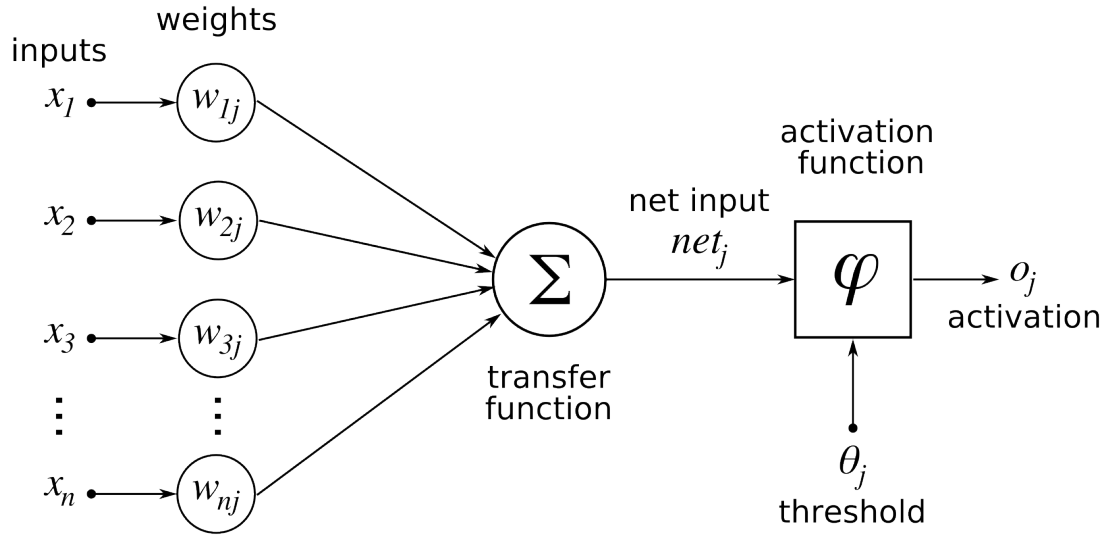 weights
inputs
x1 w1j
x2 w2j
x3 w3j
⋮ ⋮
xn wnj
Σ
transfer
function
net input
netj
activation
function
φ
oj
activation
θj
threshold